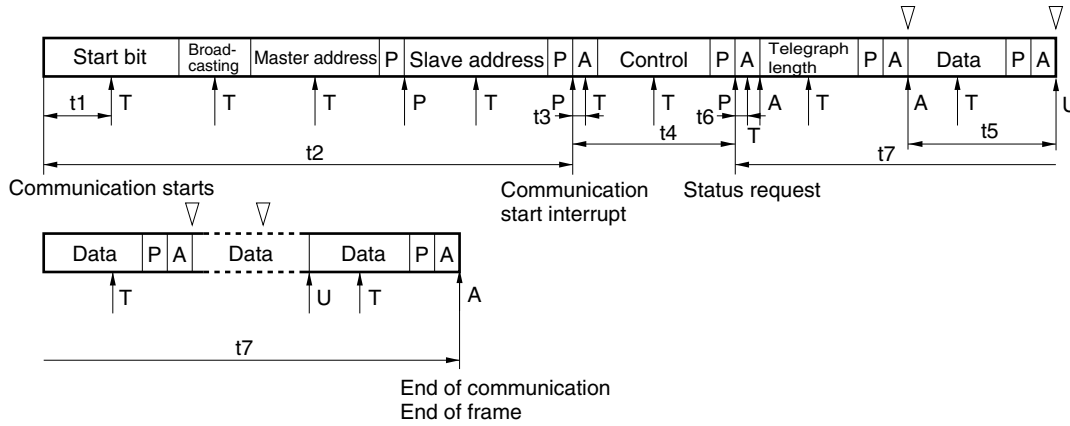 Start bit Broad-casting Master address P Slave address P A Control P A Telegraph length P A Data P A
t1 T T T P T P t3 T T P t6 T A T A T U
t2 t4 t5
t7
Communication starts Communication start interrupt Status request
Data P A Data Data P A
T U T A
t7
End of communication
End of frame